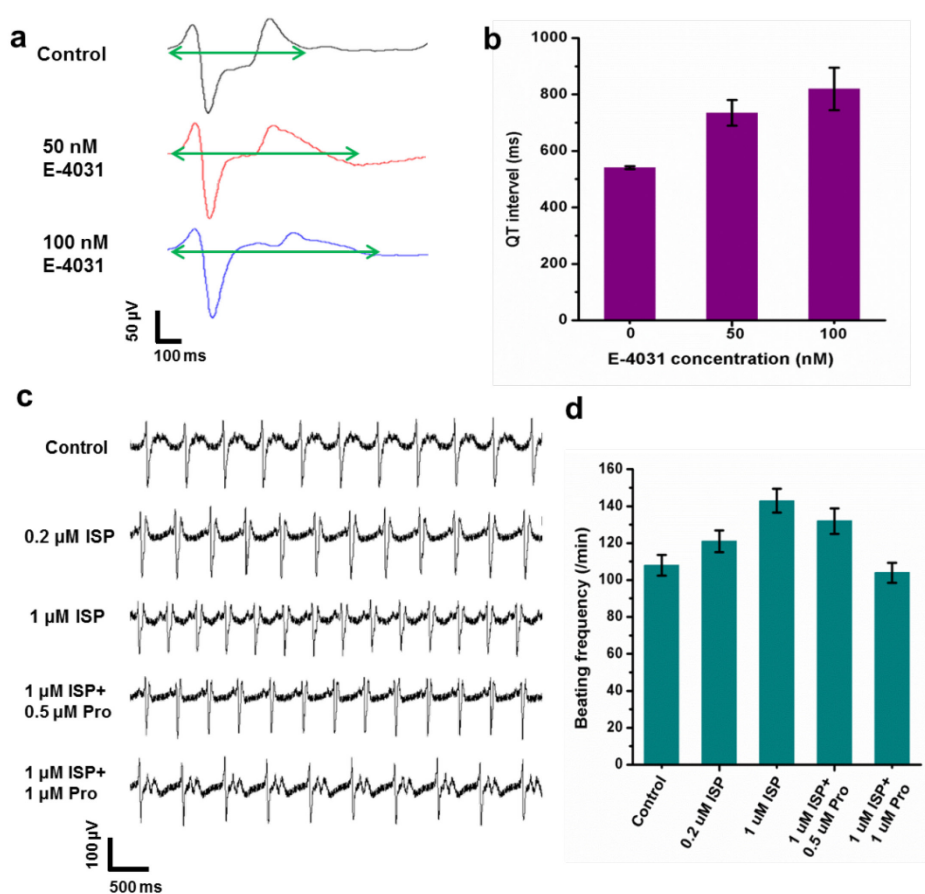 a
Control
50 nM
E-4031
100 nM
E-4031
50 µV
100 ms
b
QT intervel (ms)
1000
800
600
400
200
0
0
50
100
E-4031 concentration (nM)
c
Control
0.2 µM ISP
1 µM ISP
1 µM ISP+
0.5 µM Pro
1 µM ISP+
1 µM Pro
100 µV
500 ms
d
Beating frequency (/min)
160
140
120
100
80
60
40
20
0
Control
0.2 uM ISP
1 uM ISP
1 uM ISP+
0.5 uM Pro
1 uM ISP+
1 uM Pro